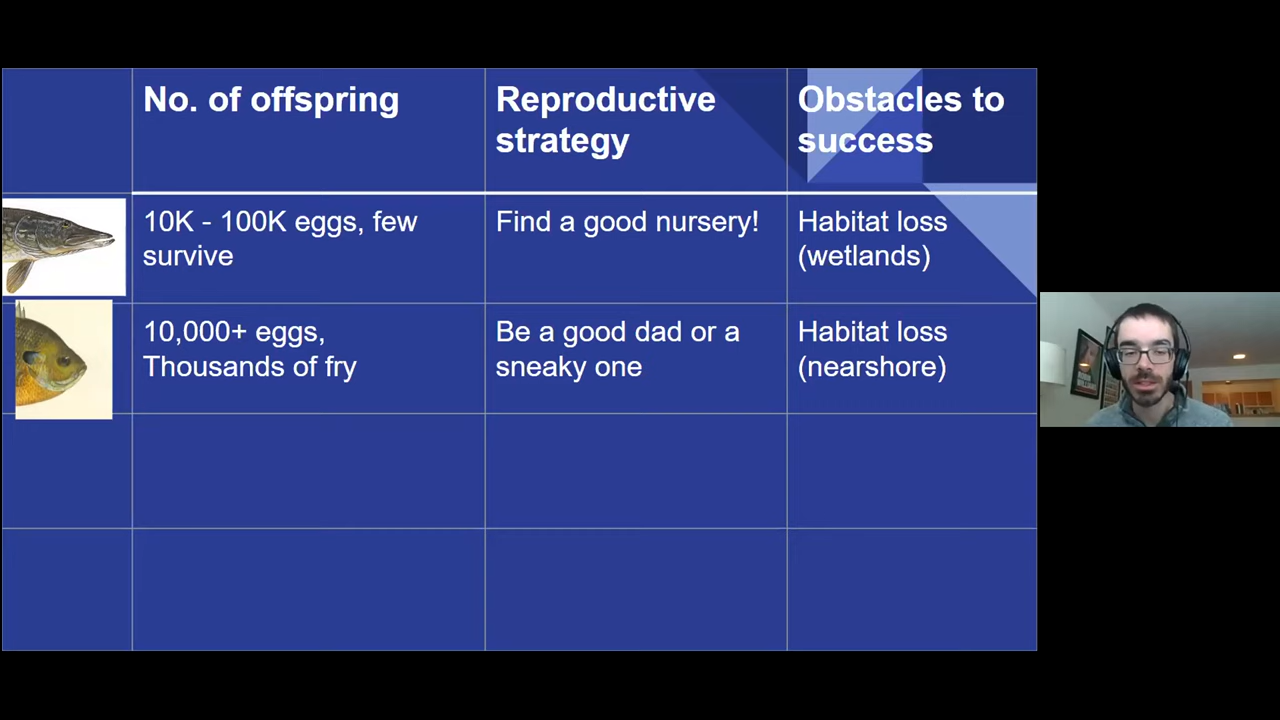 No. of offspring
Reproductive
strategy
Obstacles to
success
10K - 100K eggs, few
survive
Find a good nursery!
Habitat loss
(wetlands)
10,000+ eggs,
Thousands of fry
Be a good dad or a
sneaky one
Habitat loss
(nearshore)